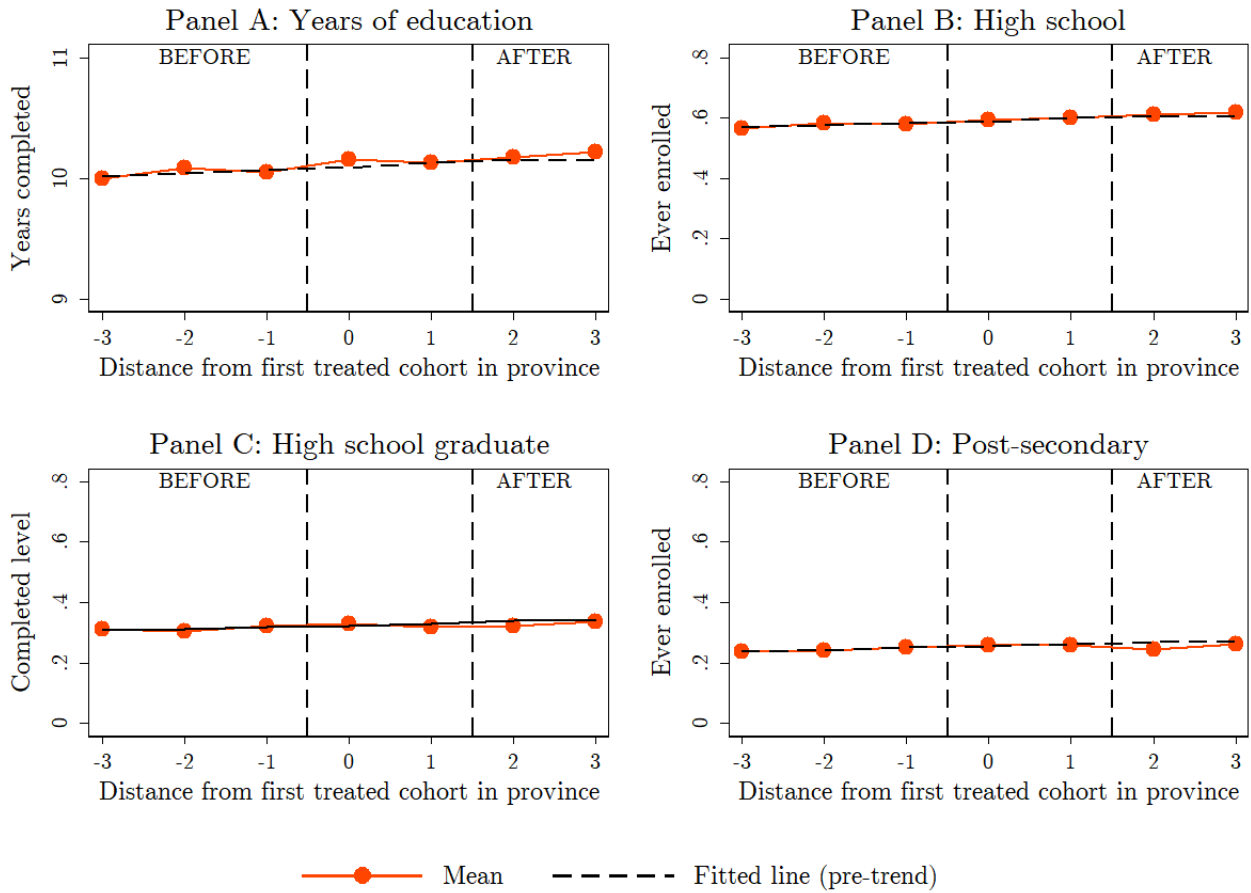 Panel A: Years of education
BEFORE
AFTER
Years completed
11
10
9
-3 -2 -1 0 1 2 3
Distance from first treated cohort in province
Panel B: High school
BEFORE
AFTER
Ever enrolled
.8
.6
.4
.2
0
-3 -2 -1 0 1 2 3
Distance from first treated cohort in province
Panel C: High school graduate
BEFORE
AFTER
Completed level
.8
.6
.4
.2
0
-3 -2 -1 0 1 2 3
Distance from first treated cohort in province
Panel D: Post-secondary
BEFORE
AFTER
Ever enrolled
.8
.6
.4
.2
0
-3 -2 -1 0 1 2 3
Distance from first treated cohort in province
Mean
Fitted line (pre-trend)